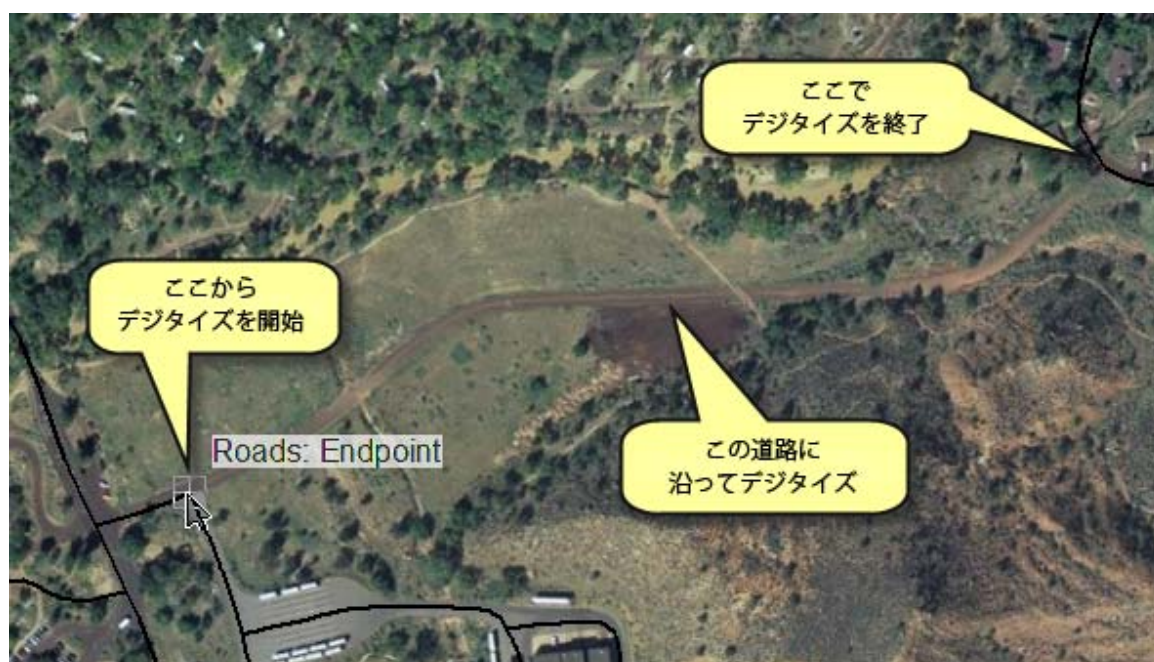 ここで
デジタイズを終了
ここから
デジタイズを開始
Roads: Endpoint
この道路に
沿ってデジタイズ